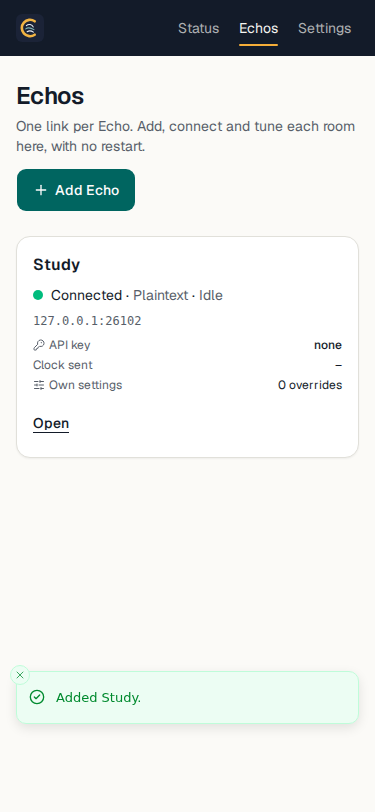 Status Echos Settings
Echos
One link per Echo. Add, connect and tune each room
here, with no restart.
+ Add Echo
Study
Connected · Plaintext · Idle
127.0.0.1:26102
API key none
Clock sent –
Own settings 0 overrides
Open
Added Study.